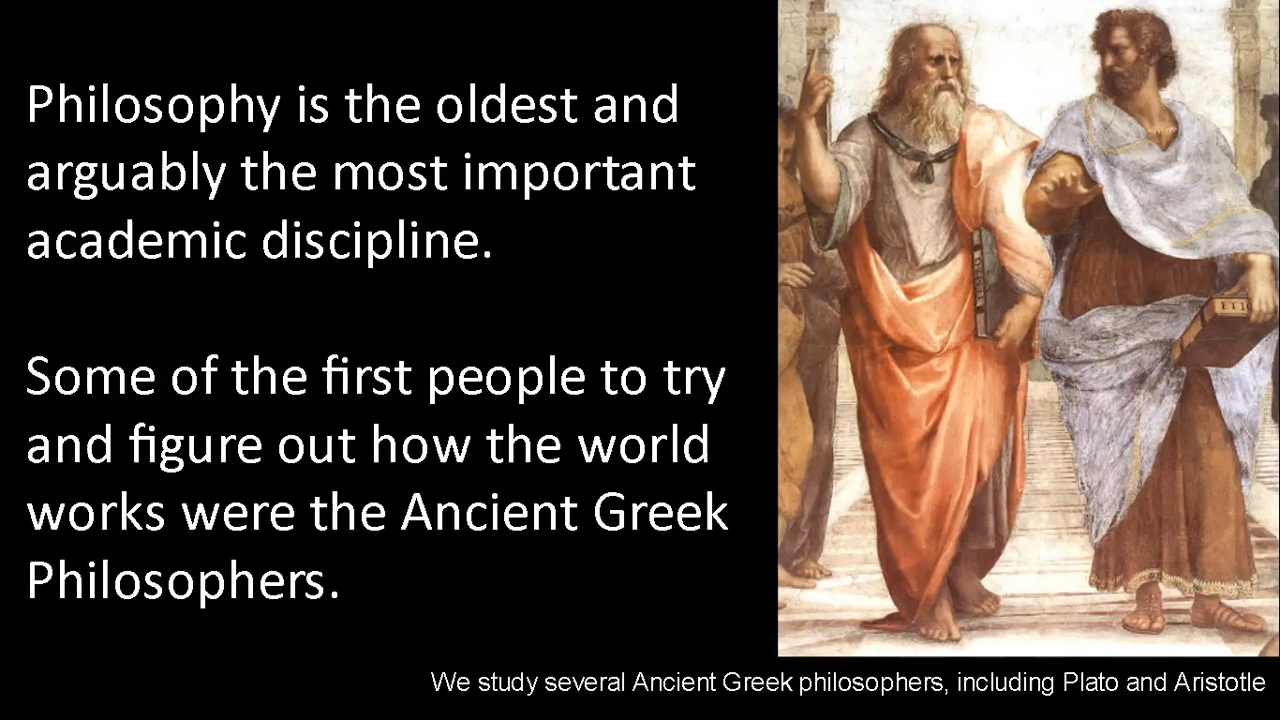 Philosophy is the oldest and
arguably the most important
academic discipline.
Some of the first people to try
and figure out how the world
works were the Ancient Greek
Philosophers.
ETIC
We study several Ancient Greek philosophers, including Plato and Aristotle